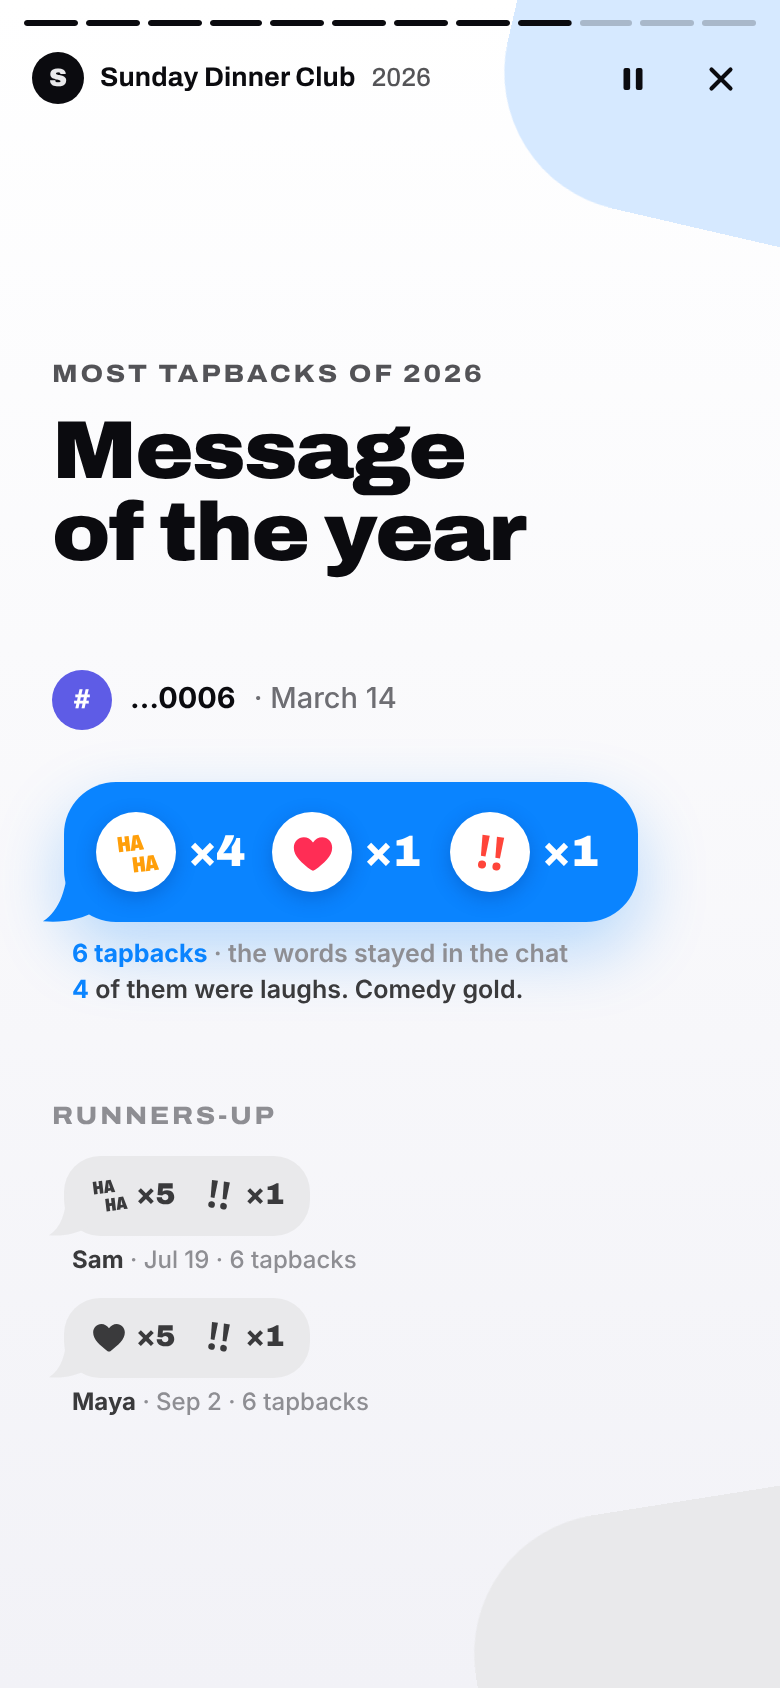 S Sunday Dinner Club 2026
MOST TAPBACKS OF 2026
Message
of the year
# ...0006 · March 14
HA HA ×4 ×1 !! ×1
6 tapbacks · the words stayed in the chat
4 of them were laughs. Comedy gold.
RUNNERS-UP
HA HA ×5 !! ×1
Sam · Jul 19 · 6 tapbacks
×5 !! ×1
Maya · Sep 2 · 6 tapbacks